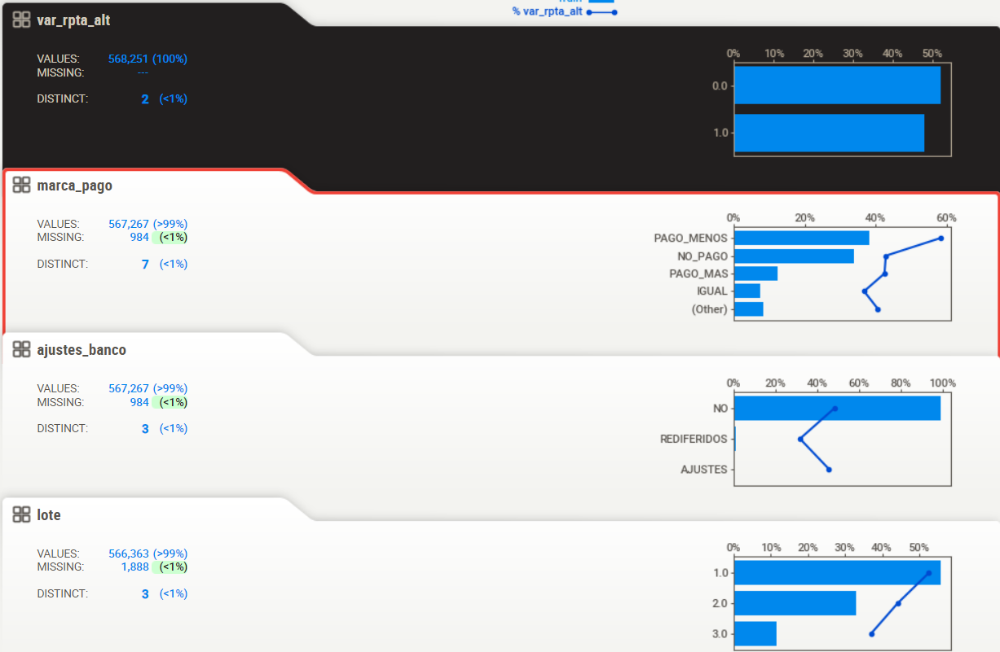 Train
% var_rpta_alt
var_rpta_alt
VALUES: 568,251 (100%)
MISSING: ---
DISTINCT: 2 (<1%)
0% 10% 20% 30% 40% 50%
0.0
1.0
marca_pago
VALUES: 567,267 (>99%)
MISSING: 984 (<1%)
DISTINCT: 7 (<1%)
0% 20% 40% 60%
PAGO_MENOS
NO_PAGO
PAGO_MAS
IGUAL
(Other)
ajustes_banco
VALUES: 567,267 (>99%)
MISSING: 984 (<1%)
DISTINCT: 3 (<1%)
0% 20% 40% 60% 80% 100%
NO
REDIFERIDOS
AJUSTES
lote
VALUES: 566,363 (>99%)
MISSING: 1,888 (<1%)
DISTINCT: 3 (<1%)
0% 10% 20% 30% 40% 50%
1.0
2.0
3.0